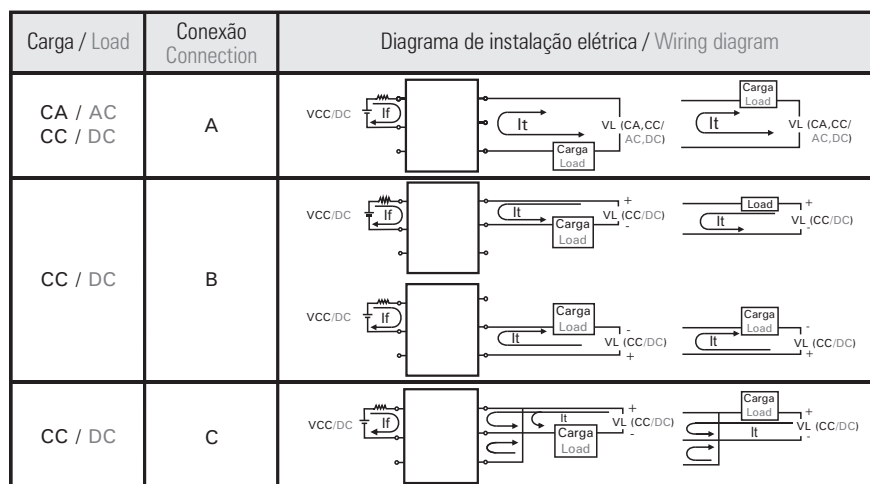 Carga / Load
Conexão
Connection
Diagrama de instalação elétrica / Wiring diagram
CA / AC
CC / DC
A
VCC/DC
If
It
Carga
Load
VL (CA,CC/
AC,DC)
It
Carga
Load
VL (CA,CC/
AC,DC)
CC / DC
B
VCC/DC
If
It
Carga
Load
+
VL (CC/DC)
-
Load
It
+
VL (CC/DC)
-
VCC/DC
If
It
Carga
Load
-
VL (CC/DC)
+
Carga
Load
It
-
VL (CC/DC)
+
CC / DC
C
VCC/DC
If
It
Carga
Load
+
VL (CC/DC)
-
Carga
Load
It
+
VL (CC/DC)
-